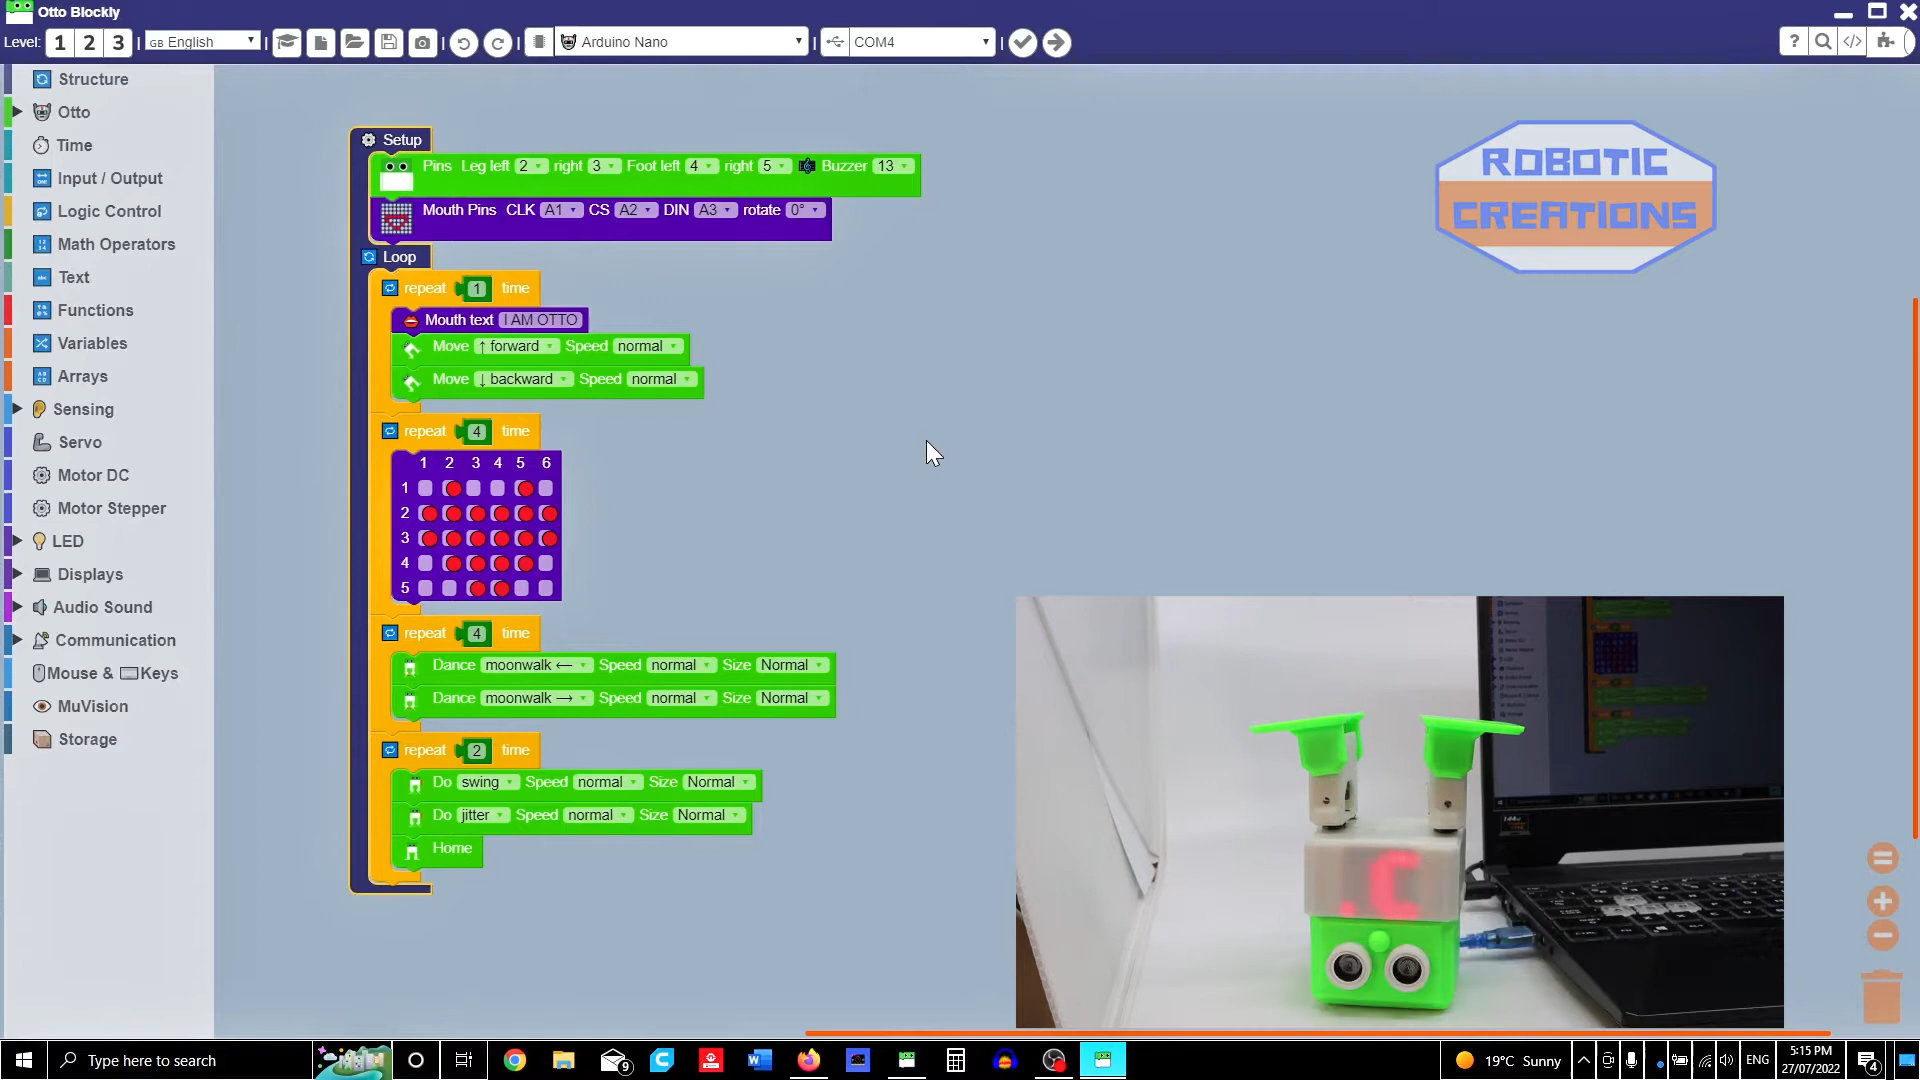 Otto Blockly
Level: 1 2 3 GB English Arduino Nano COM4 ? </>
Structure
Otto
Time
Input / Output
Logic Control
Math Operators
Text
Functions
Variables
Arrays
Sensing
Servo
Motor DC
Motor Stepper
LED
Displays
Audio Sound
Communication
Mouse & Keys
MuVision
Storage
Setup
Pins Leg left 2 right 3 Foot left 4 right 5 Buzzer 13
Mouth Pins CLK A1 CS A2 DIN A3 rotate 0°
Loop
repeat 1 time
Mouth text I AM OTTO
Move ↑ forward Speed normal
Move ↓ backward Speed normal
repeat 4 time
1 2 3 4 5 6
1
2
3
4
5
repeat 4 time
Dance moonwalk ← Speed normal Size Normal
Dance moonwalk → Speed normal Size Normal
repeat 2 time
Do swing Speed normal Size Normal
Do jitter Speed normal Size Normal
Home
ROBOTIC
CREATIONS
Type here to search
9
19°C Sunny
ENG
5:15 PM
27/07/2022
4